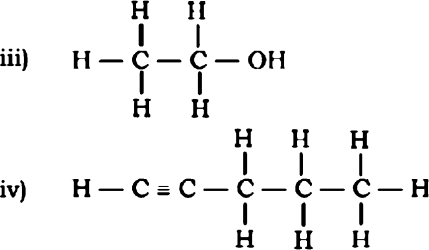 H H
iii) H — C — C — OH
H H
H H H
iv) H — C ≡ C — C — C — C — H
H H H